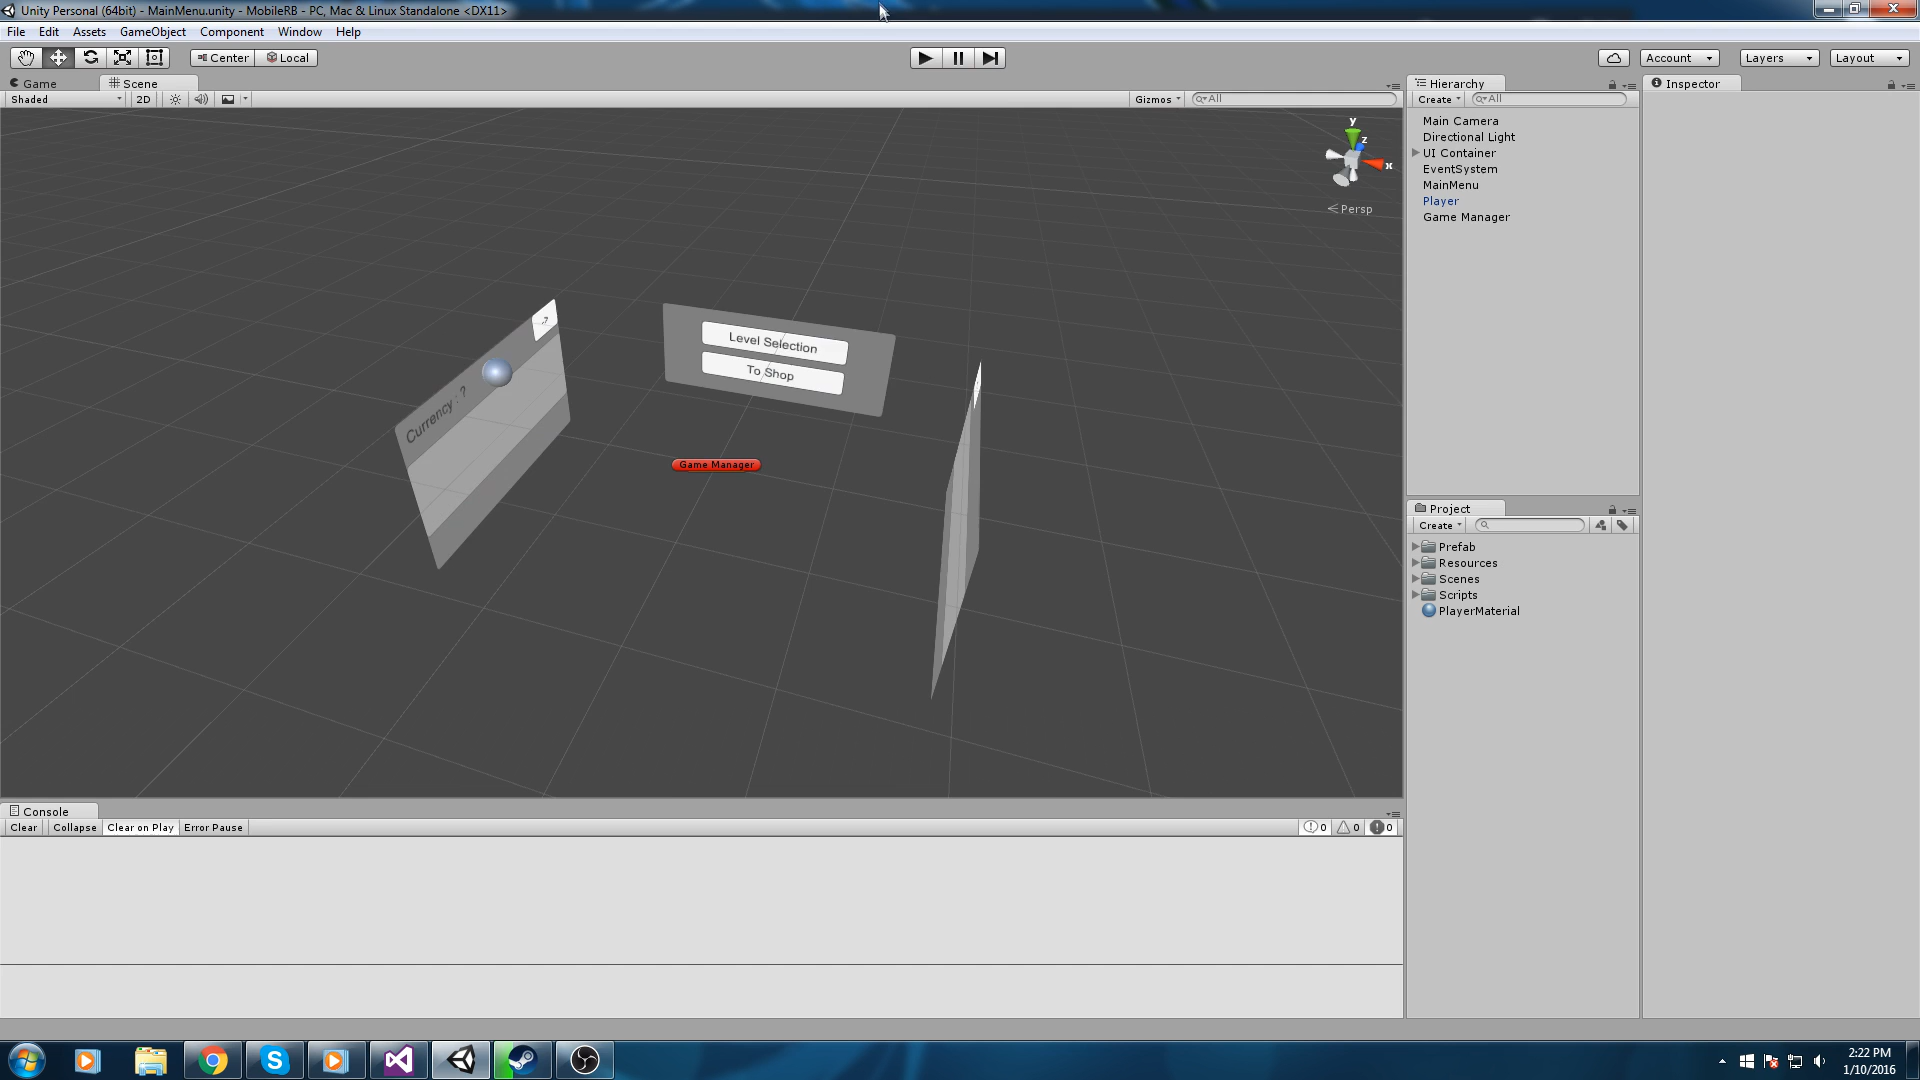 Unity Personal (64bit) - MainMenu.unity - MobileRB - PC, Mac & Linux Standalone <DX11>
File Edit Assets GameObject Component Window Help
Center Local
Account Layers Layout
Game Scene
Shaded 2D
Gizmos All
y
z
x
Persp
Level Selection
To Shop
Currency : ?
Game Manager
Hierarchy
Create All
Main Camera
Directional Light
UI Container
EventSystem
MainMenu
Player
Game Manager
Inspector
Project
Create
Prefab
Resources
Scenes
Scripts
PlayerMaterial
Console
Clear Collapse Clear on Play Error Pause
0 0 0
2:22 PM
1/10/2016